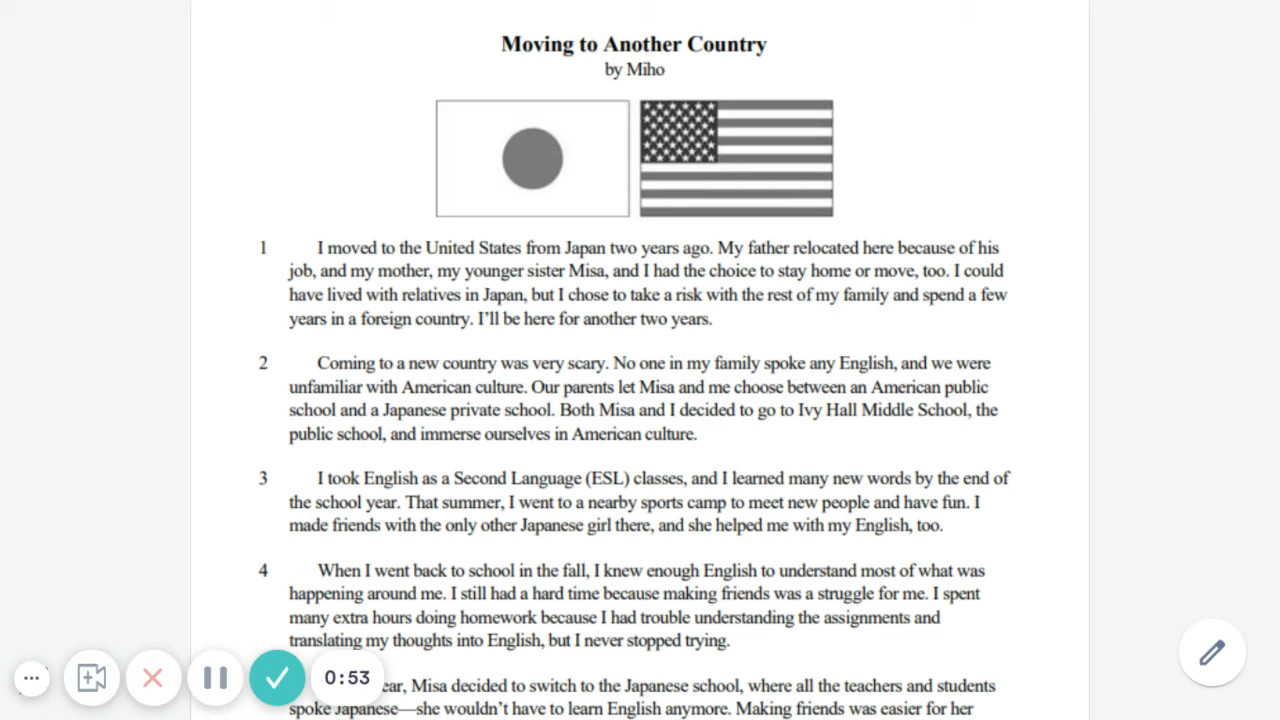 Moving to Another Country
by Miho
1 I moved to the United States from Japan two years ago. My father relocated here because of his
job, and my mother, my younger sister Misa, and I had the choice to stay home or move, too. I could
have lived with relatives in Japan, but I chose to take a risk with the rest of my family and spend a few
years in a foreign country. I'll be here for another two years.
2 Coming to a new country was very scary. No one in my family spoke any English, and we were
unfamiliar with American culture. Our parents let Misa and me choose between an American public
school and a Japanese private school. Both Misa and I decided to go to Ivy Hall Middle School, the
public school, and immerse ourselves in American culture.
3 I took English as a Second Language (ESL) classes, and I learned many new words by the end of
the school year. That summer, I went to a nearby sports camp to meet new people and have fun. I
made friends with the only other Japanese girl there, and she helped me with my English, too.
4 When I went back to school in the fall, I knew enough English to understand most of what was
happening around me. I still had a hard time because making friends was a struggle for me. I spent
many extra hours doing homework because I had trouble understanding the assignments and
translating my thoughts into English, but I never stopped trying.
Misa decided to switch to the Japanese school, where all the teachers and students
spoke Japanese—she wouldn't have to learn English anymore. Making friends was easier for her
0:53